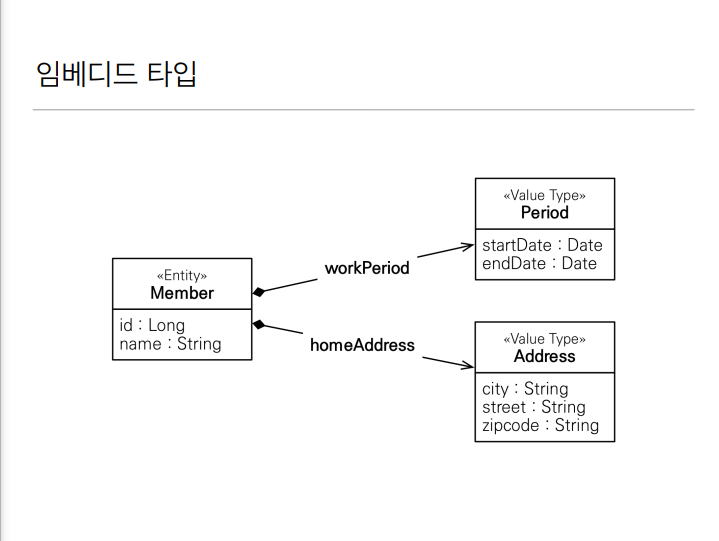 임베디드 타입
«Value Type»
Period
startDate : Date
endDate : Date
workPeriod
«Entity»
Member
id : Long
name : String
homeAddress
«Value Type»
Address
city : String
street : String
zipcode : String